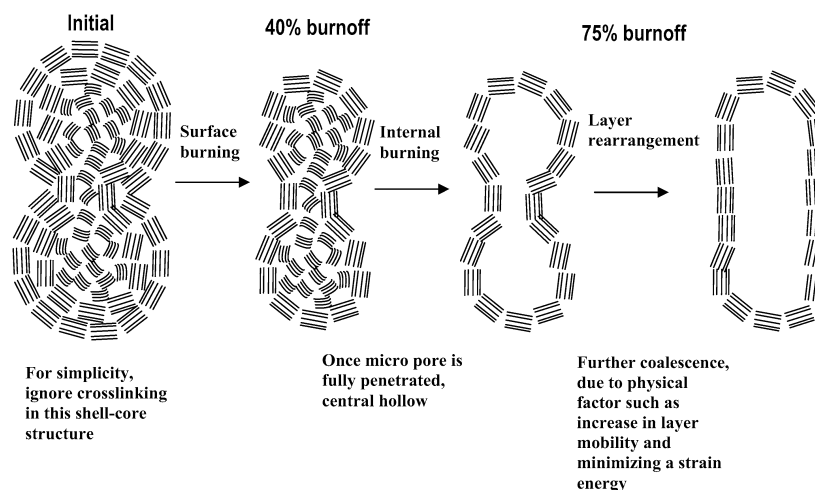 Initial
40% burnoff
75% burnoff
Surface
burning
Internal
burning
Layer
rearrangement
For simplicity,
ignore crosslinking
in this shell-core
structure
Once micro pore is
fully penetrated,
central hollow
Further coalescence,
due to physical
factor such as
increase in layer
mobility and
minimizing a strain
energy